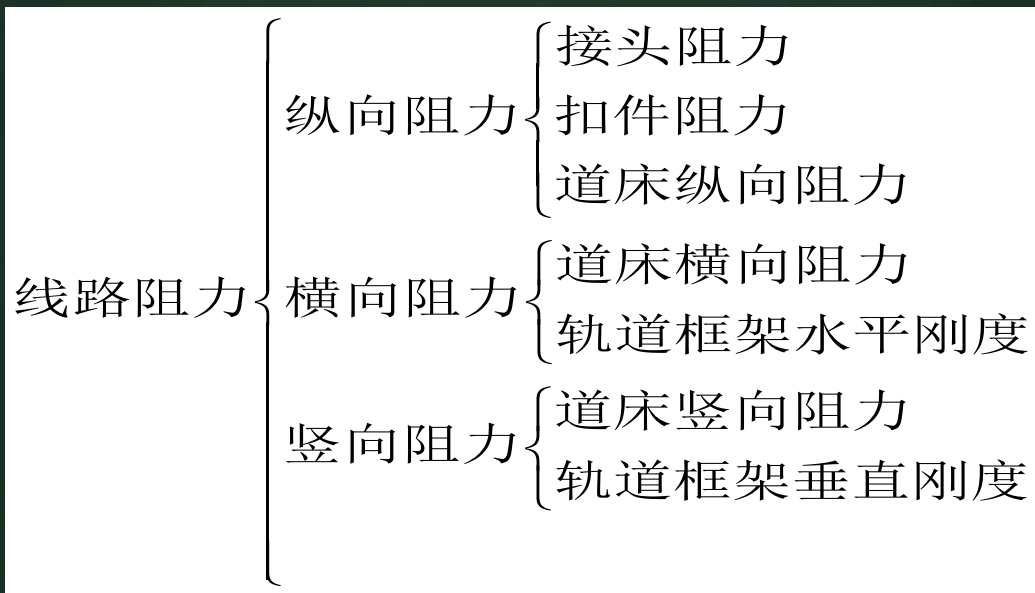 线路阻力
纵向阻力
接头阻力
扣件阻力
道床纵向阻力
横向阻力
道床横向阻力
轨道框架水平刚度
竖向阻力
道床竖向阻力
轨道框架垂直刚度